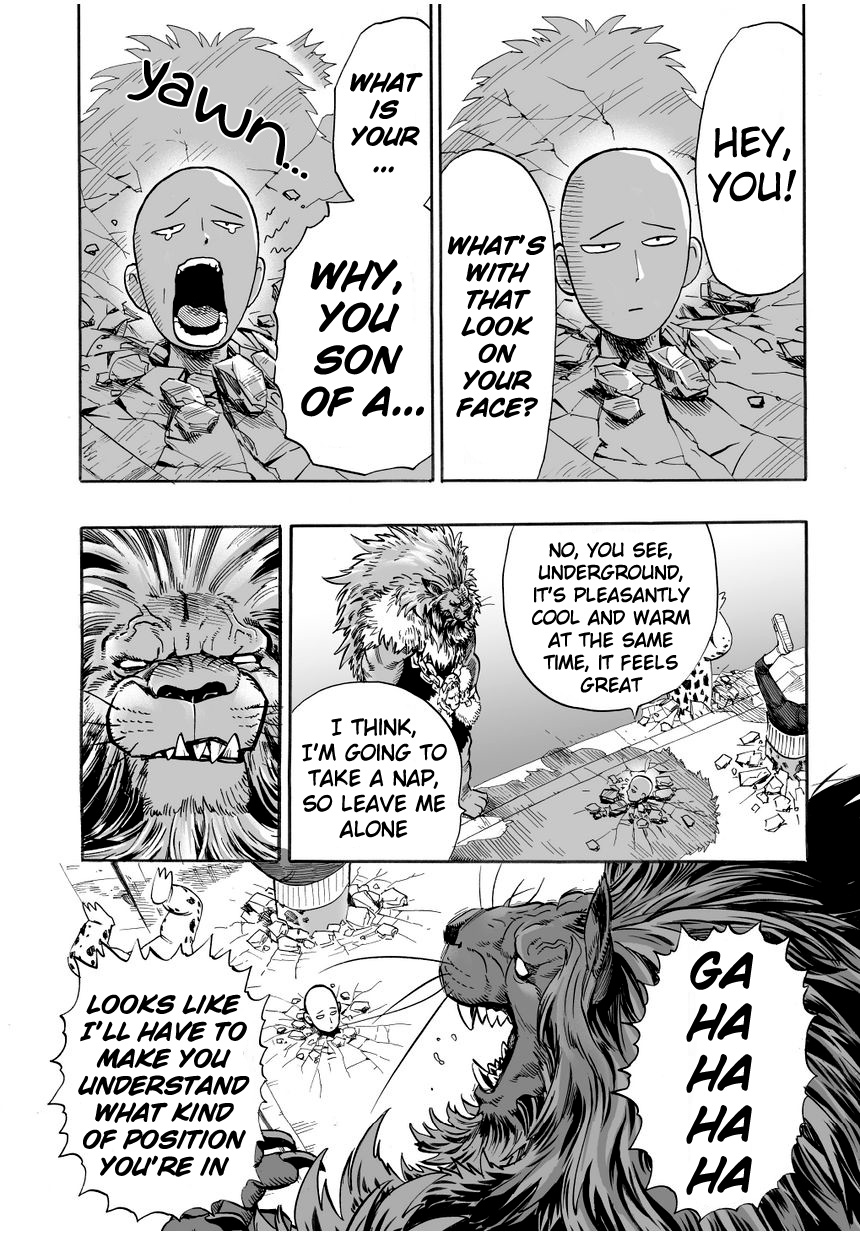 HEY,
YOU!
WHAT'S
WITH
THAT
LOOK
ON
YOUR
FACE?
WHAT
IS
YOUR
...
yawn...
WHY,
YOU
SON
OF A...
NO, YOU SEE,
UNDERGROUND,
IT'S PLEASANTLY
COOL AND WARM
AT THE SAME
TIME, IT FEELS
GREAT
I THINK,
I'M GOING TO
TAKE A NAP,
SO LEAVE ME
ALONE
GA
HA
HA
HA
HA
LOOKS LIKE
I'LL HAVE TO
MAKE YOU
UNDERSTAND
WHAT KIND
OF POSITION
YOU'RE IN